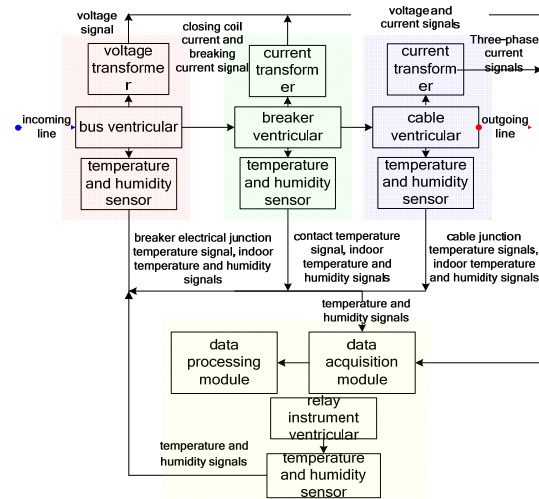 voltage
signal
closing coil
current and
breaking
current signal
voltage and
current signals
Three-phase
current
signals
voltage
transforme
r
current
transform
er
current
transform
er
incoming
line
bus ventricular
breaker
ventricular
cable
ventricular
outgoing
line
temperature
and humidity
sensor
temperature
and humidity
sensor
temperature
and humidity
sensor
breaker electrical junction
temperature signal, indoor
temperature and humidity
signals
contact temperature
signal, indoor
temperature and
humidity signals
cable junction
temperature signals,
indoor temperature
and humidity signals
temperature and
humidity signals
data
processing
module
data
acquisition
module
relay
instrument
ventricular
temperature and
humidity signals
temperature
and humidity
sensor